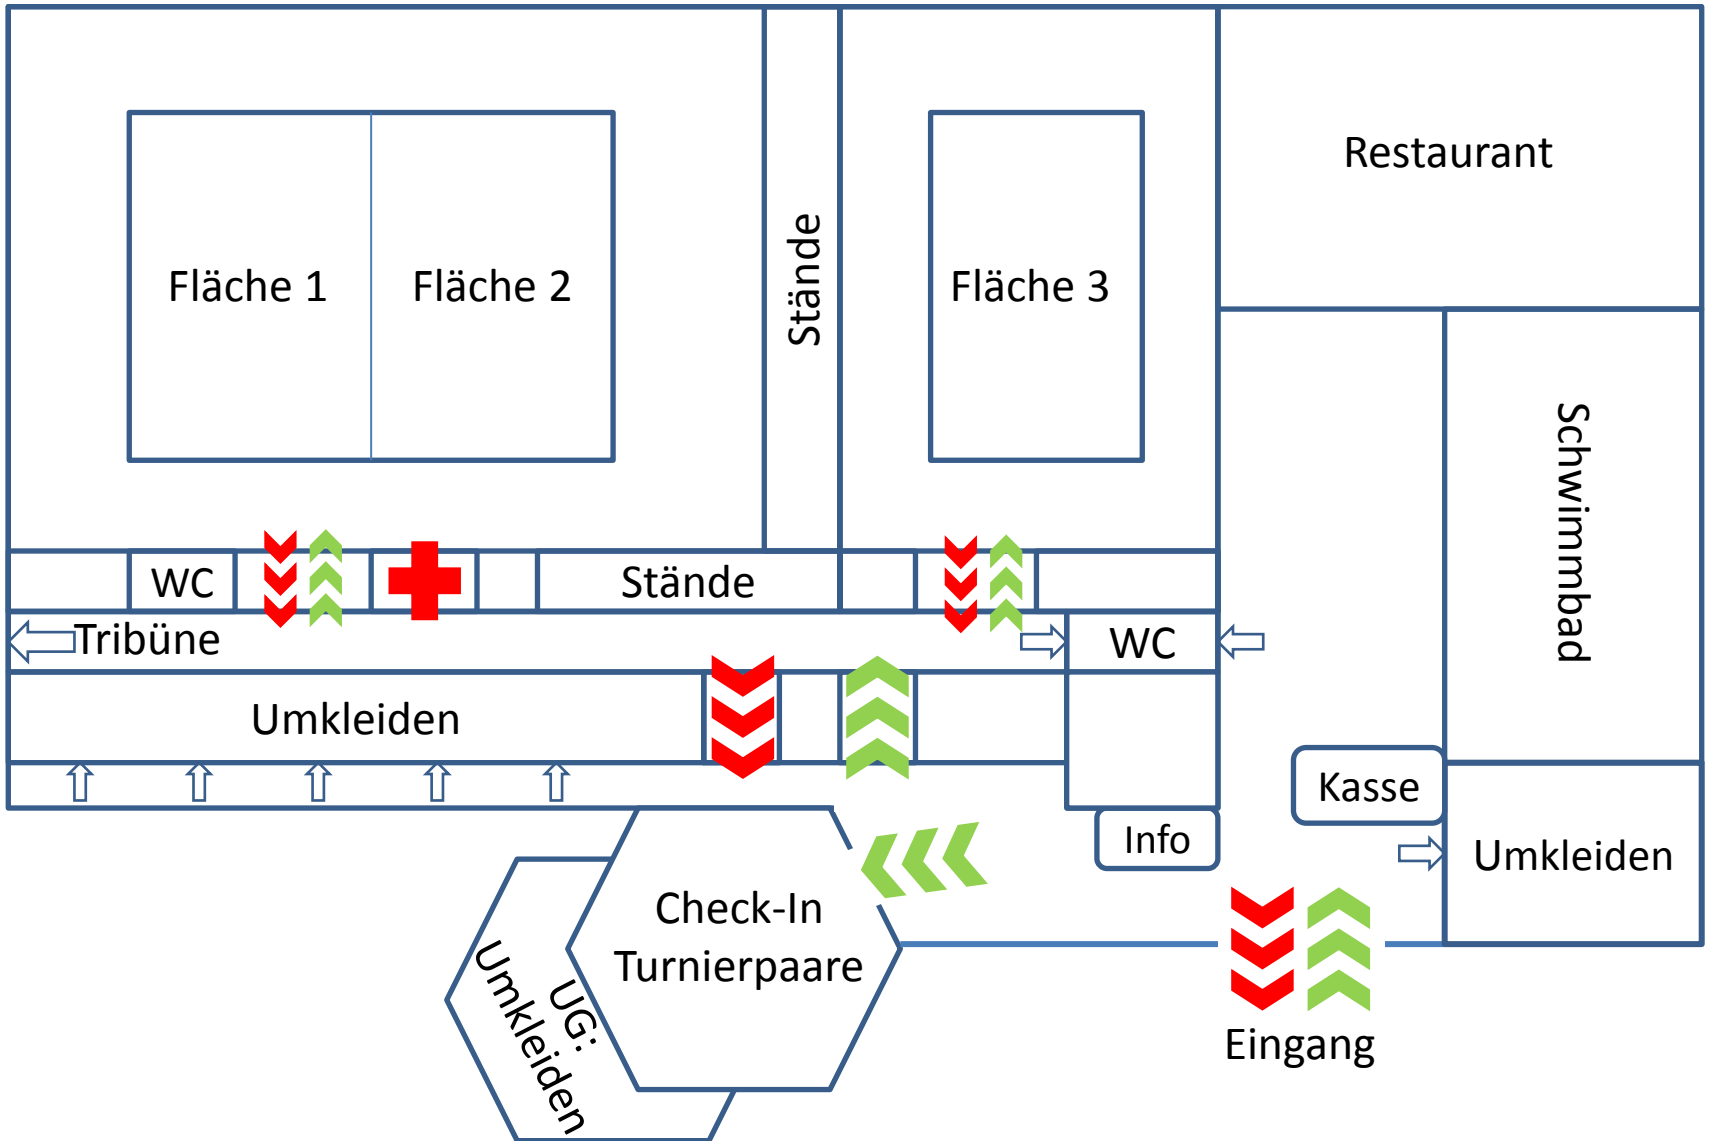 Restaurant
Fläche 1
Fläche 2
Stände
Fläche 3
Schwimmbad
WC
Stände
Tribüne
WC
Umkleiden
Kasse
Info
Umkleiden
Check-In
Turnierpaare
UG:
Umkleiden
Eingang